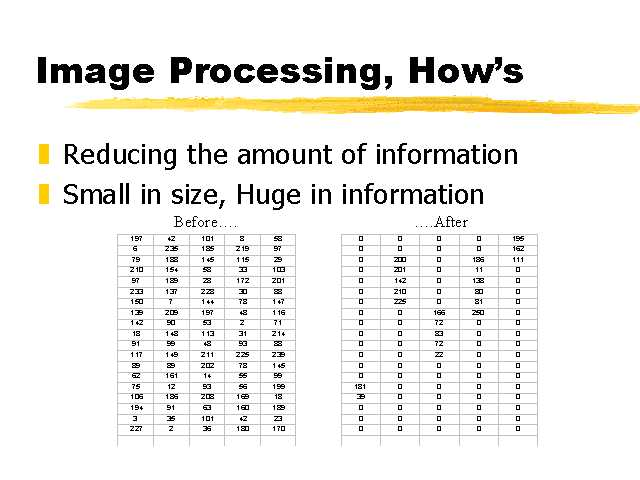 Image Processing, How's
Reducing the amount of information
Small in size, Huge in information
Before…. ….After
197 42 101 8 58 0 0 0 0 195
6 235 185 219 97 0 0 0 0 162
79 188 145 115 29 0 200 0 186 111
210 154 58 33 103 0 201 0 11 0
97 189 28 172 201 0 142 0 138 0
233 137 228 30 88 0 210 0 80 0
150 7 144 78 147 0 225 0 81 0
139 209 197 48 116 0 0 166 250 0
142 90 53 2 71 0 0 72 0 0
18 148 113 31 214 0 0 83 0 0
91 99 48 93 88 0 0 72 0 0
117 149 211 225 239 0 0 22 0 0
89 89 202 78 145 0 0 0 0 0
62 161 14 55 99 0 0 0 0 0
75 12 93 56 199 181 0 0 0 0
106 186 208 169 18 39 0 0 0 0
194 91 63 160 189 0 0 0 0 0
3 35 101 42 23 0 0 0 0 0
227 2 36 180 170 0 0 0 0 0